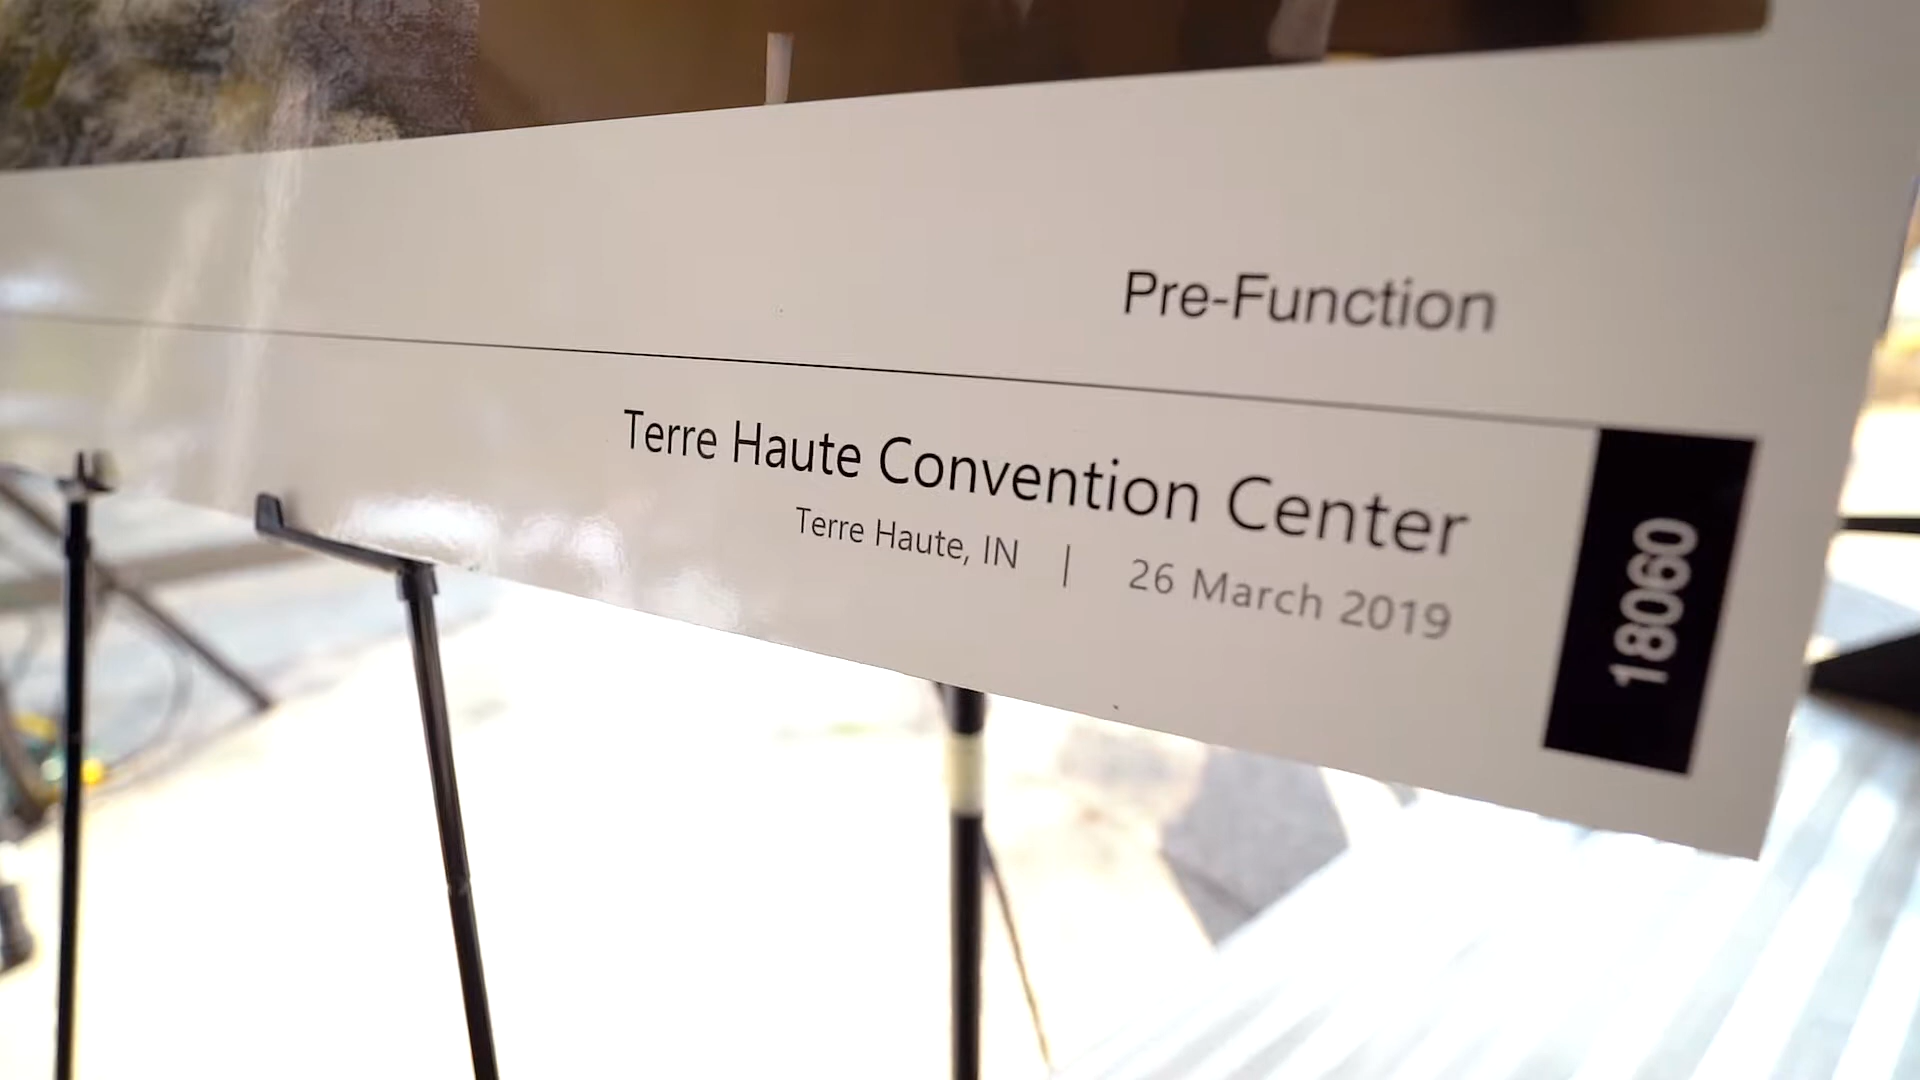 Pre-Function
Terre Haute Convention Center
Terre Haute, IN | 26 March 2019
18060